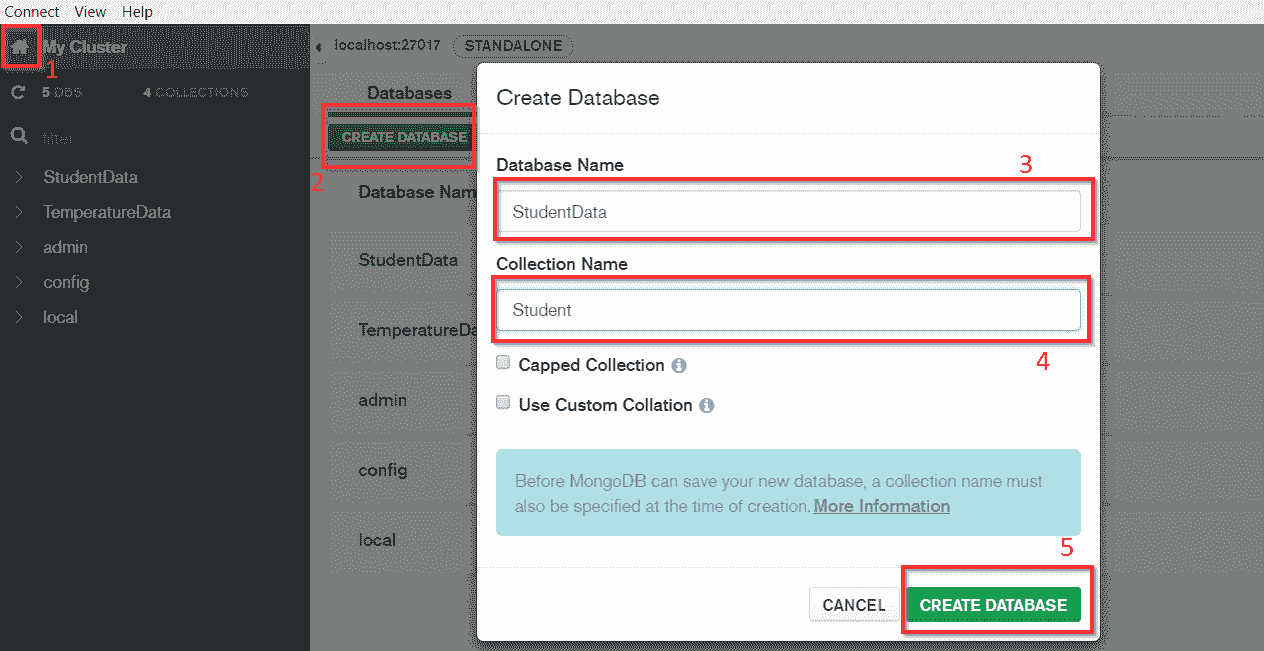 Connect View Help
My Cluster
1
5 DBS 4 COLLECTIONS
filter
StudentData
TemperatureData
admin
config
local
localhost:27017 STANDALONE
Databases
CREATE DATABASE
2
Database Nam
StudentData
TemperatureDa
admin
config
local
Create Database
Database Name
3
StudentData
Collection Name
Student
4
Capped Collection
Use Custom Collation
Before MongoDB can save your new database, a collection name must
also be specified at the time of creation. More Information
5
CANCEL CREATE DATABASE